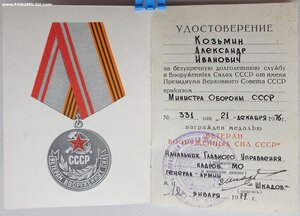 www.FORUMS-SU.com
СССР
ВЕТЕРАН ВООРУЖЕННЫХ СИЛ
УДОСТОВЕРЕНИЕ
Козьмин
Александр
Иванович
за безупречную долголетнюю службу
в Вооруженных Силах СССР от имени
Президиума Верховного Совета СССР
приказом
Министра Обороны СССР
№ 331 от "21" декабря 1976г.
награжден медалью
ВЕТЕРАН
ВООРУЖЕННЫХ СИЛ СССР
Начальник Главного Управления
кадров МО
генерал-армии
Шкадов
М.П.
января 1977 г.